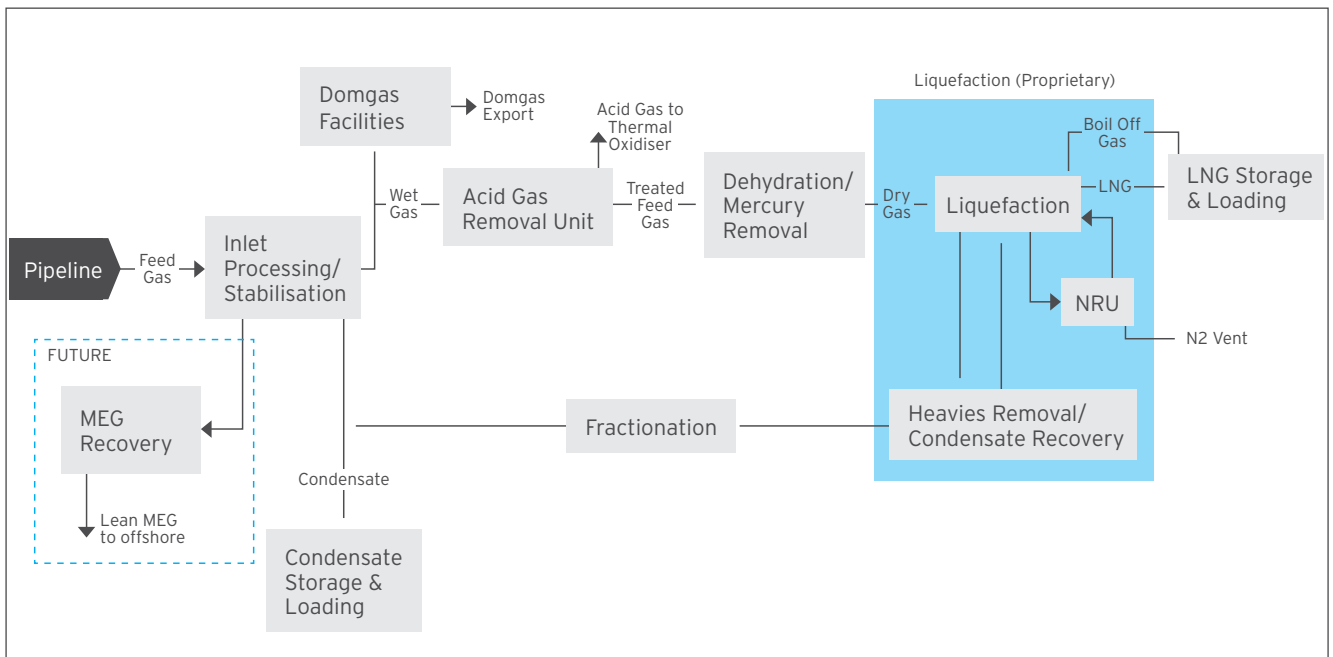 Liquefaction (Proprietary)
Domgas
Facilities
Domgas
Export
Acid Gas to
Thermal
Oxidiser
Boil Off
Gas
Wet
Gas
Acid Gas
Removal Unit
Treated
Feed
Gas
Dehydration/
Mercury
Removal
Dry
Gas
Liquefaction
LNG
LNG Storage
& Loading
Pipeline
Feed
Gas
Inlet
Processing/
Stabilisation
NRU
N2 Vent
FUTURE
MEG
Recovery
Lean MEG
to offshore
Fractionation
Heavies Removal/
Condensate Recovery
Condensate
Condensate
Storage &
Loading